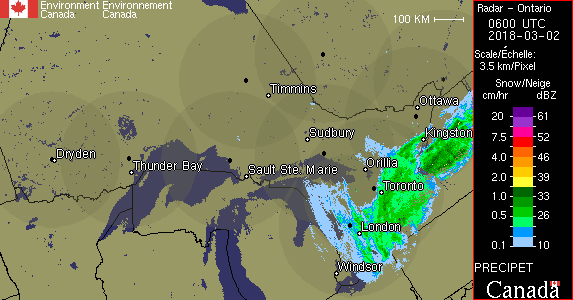 Environment Environnement
Canada Canada
100 KM
Timmins
Ottawa
Sudbury
Kingston
Dryden
Thunder Bay
Sault Ste. Marie
Orillia
Toronto
London
Windsor
Radar - Ontario
0600 UTC
2018-03-02
Scale/Échelle:
3.5 km/Pixel
Snow/Neige
cm/hr dBZ
20 61
7.5 52
4.0 46
2.0 39
1.0 33
0.5 26
0.1 10
PRECIPET
Canada